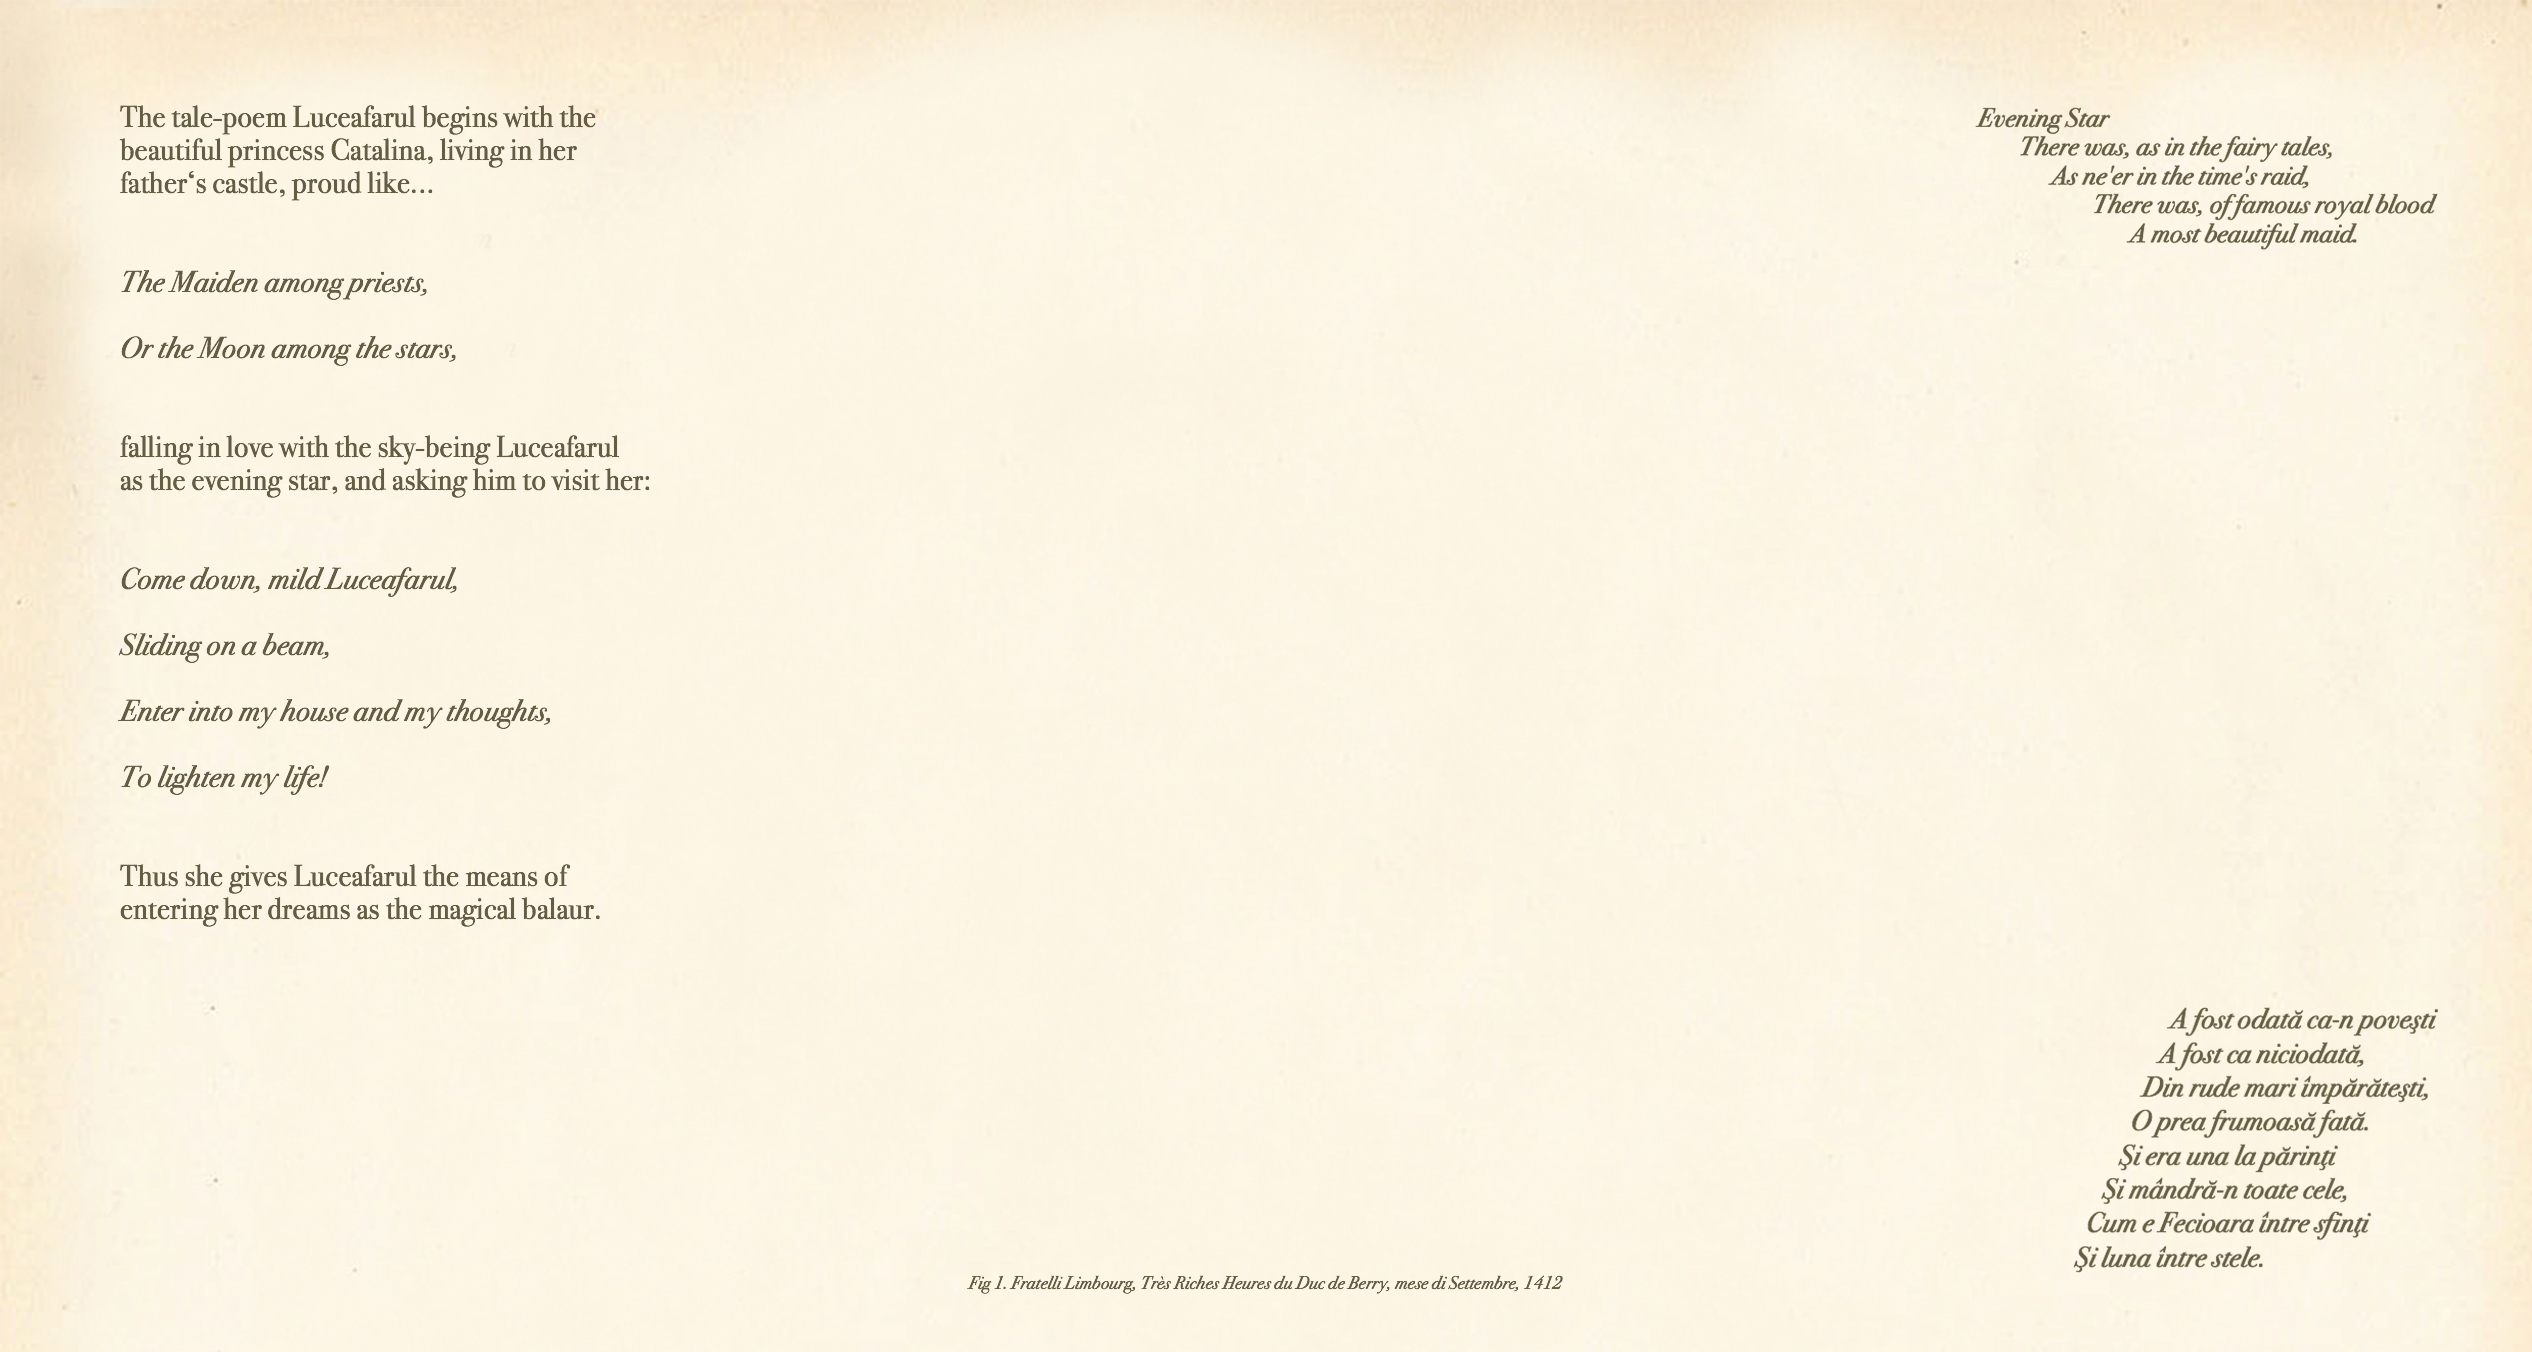 The tale-poem Luceafarul begins with the
beautiful princess Catalina, living in her
father‘s castle, proud like...
The Maiden among priests,
Or the Moon among the stars,
falling in love with the sky-being Luceafarul
as the evening star, and asking him to visit her:
Come down, mild Luceafarul,
Sliding on a beam,
Enter into my house and my thoughts,
To lighten my life!
Thus she gives Luceafarul the means of
entering her dreams as the magical balaur.
Evening Star
There was, as in the fairy tales,
As ne'er in the time's raid,
There was, of famous royal blood
A most beautiful maid.
A fost odată ca-n poveşti
A fost ca niciodată,
Din rude mari împărăteşti,
O prea frumoasă fată.
Şi era una la părinţi
Şi mândră-n toate cele,
Cum e Fecioara între sfinţi
Şi luna între stele.
Fig 1. Fratelli Limbourg, Très Riches Heures du Duc de Berry, mese di Settembre, 1412